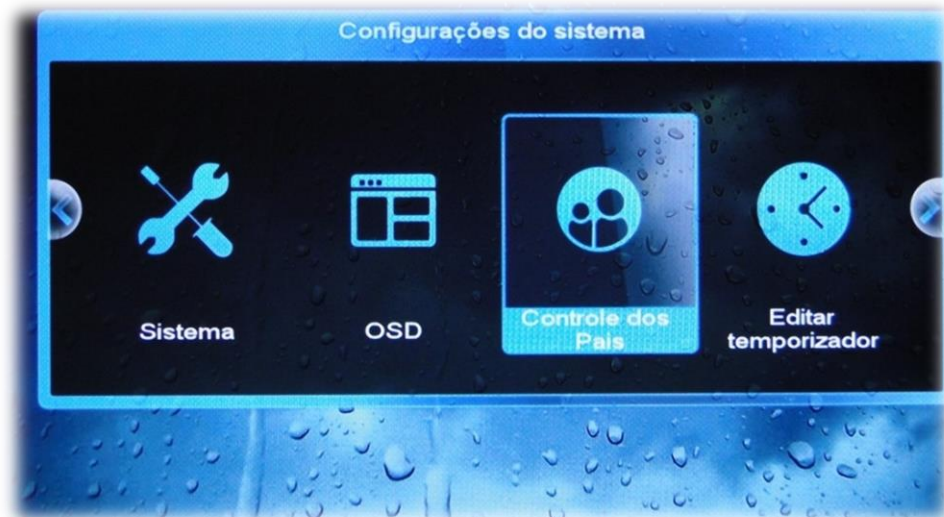 Configurações do sistema
Sistema
OSD
Controle dos
Pais
Editar
temporizador